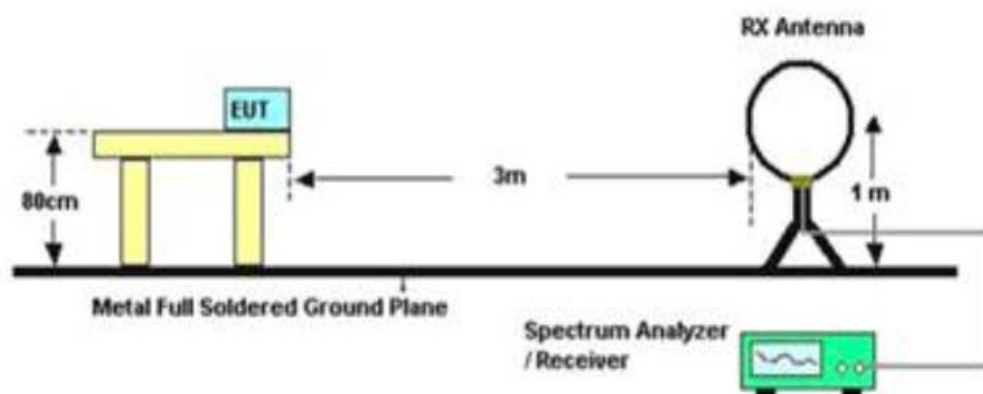 RX Antenna
EUT
80cm
3m
1 m
Metal Full Soldered Ground Plane
Spectrum Analyzer
/ Receiver